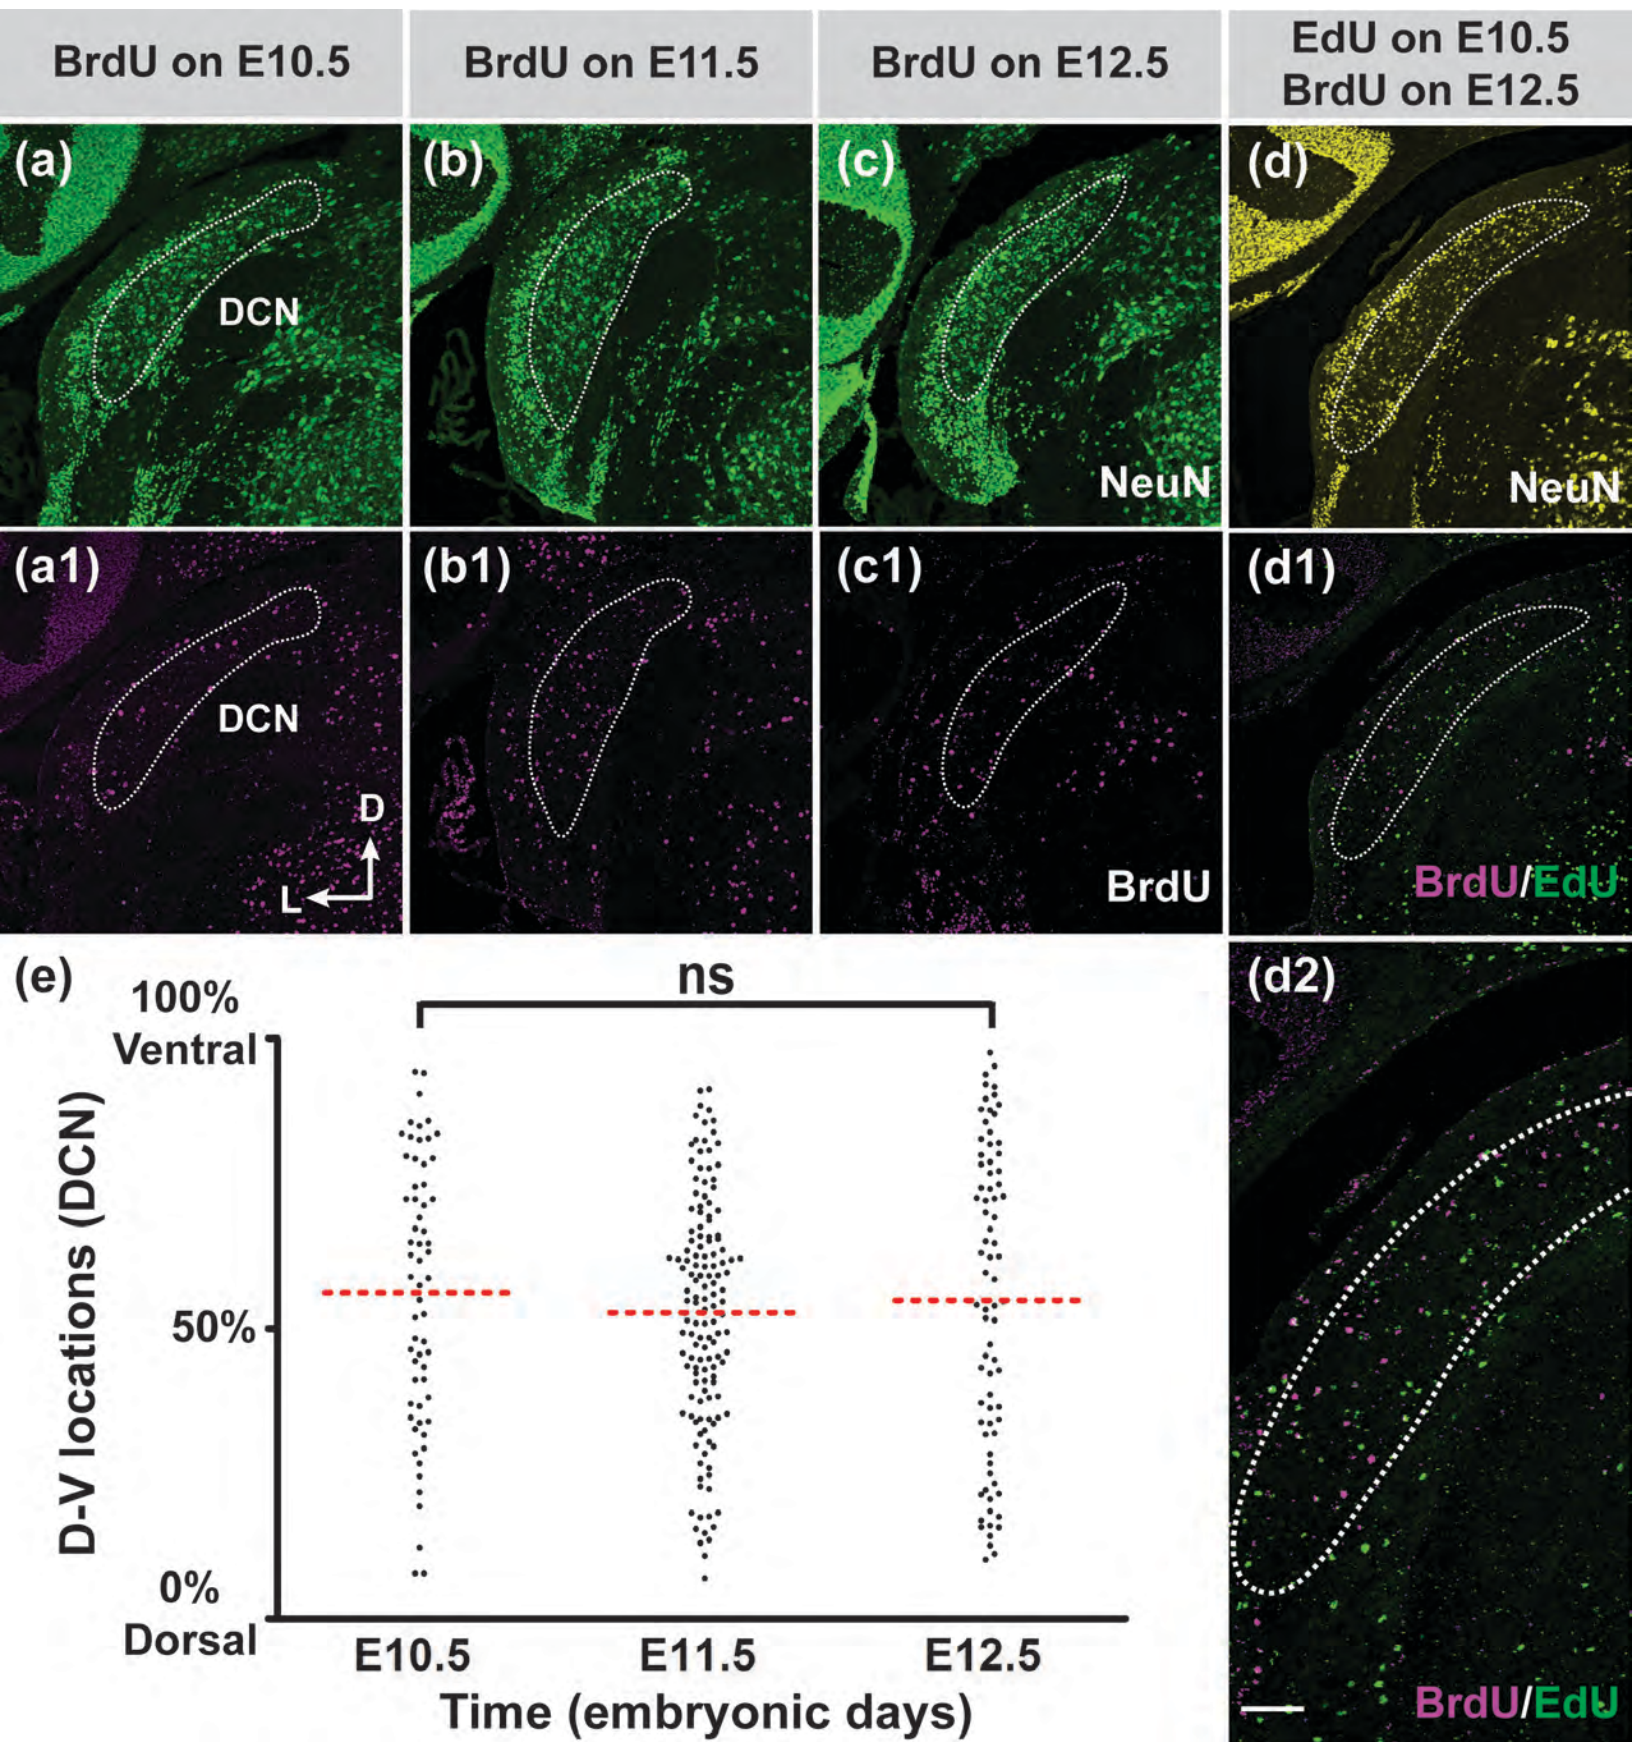 BrdU on E10.5
BrdU on E11.5
BrdU on E12.5
EdU on E10.5
BrdU on E12.5
(a)
DCN
(b)
(c)
NeuN
(d)
NeuN
(a1)
DCN
D
L
(b1)
(c1)
BrdU
(d1)
BrdU/EdU
(e)
ns
100%
Ventral
50%
0%
Dorsal
D-V locations (DCN)
E10.5
E11.5
E12.5
Time (embryonic days)
(d2)
BrdU/EdU